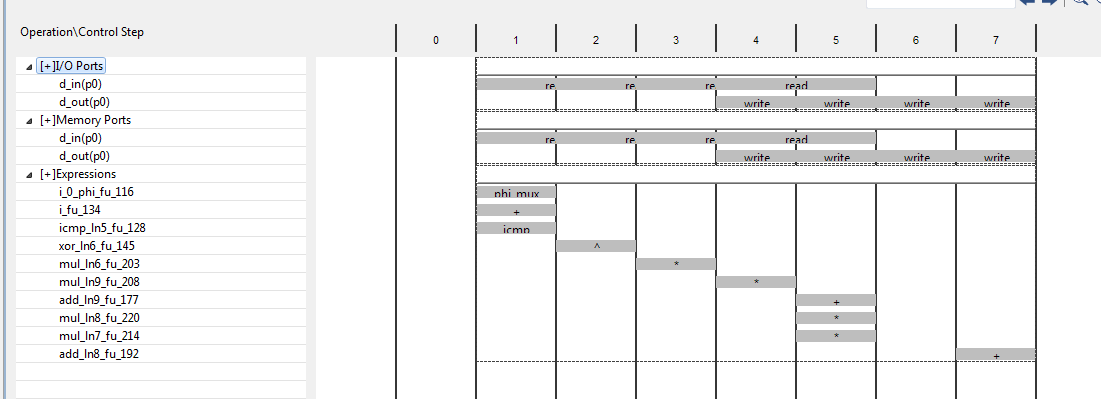 Operation\Control Step 0 1 2 3 4 5 6 7
[+]I/O Ports
d_in(p0) re re re read
d_out(p0) write write write write
[+]Memory Ports
d_in(p0) re re re read
d_out(p0) write write write write
[+]Expressions
i_0_phi_fu_116 phi_mux
i_fu_134 +
icmp_ln5_fu_128 icmp
xor_ln6_fu_145 ^
mul_ln6_fu_203 *
mul_ln9_fu_208 *
add_ln9_fu_177 +
mul_ln8_fu_220 *
mul_ln7_fu_214 *
add_ln8_fu_192 +